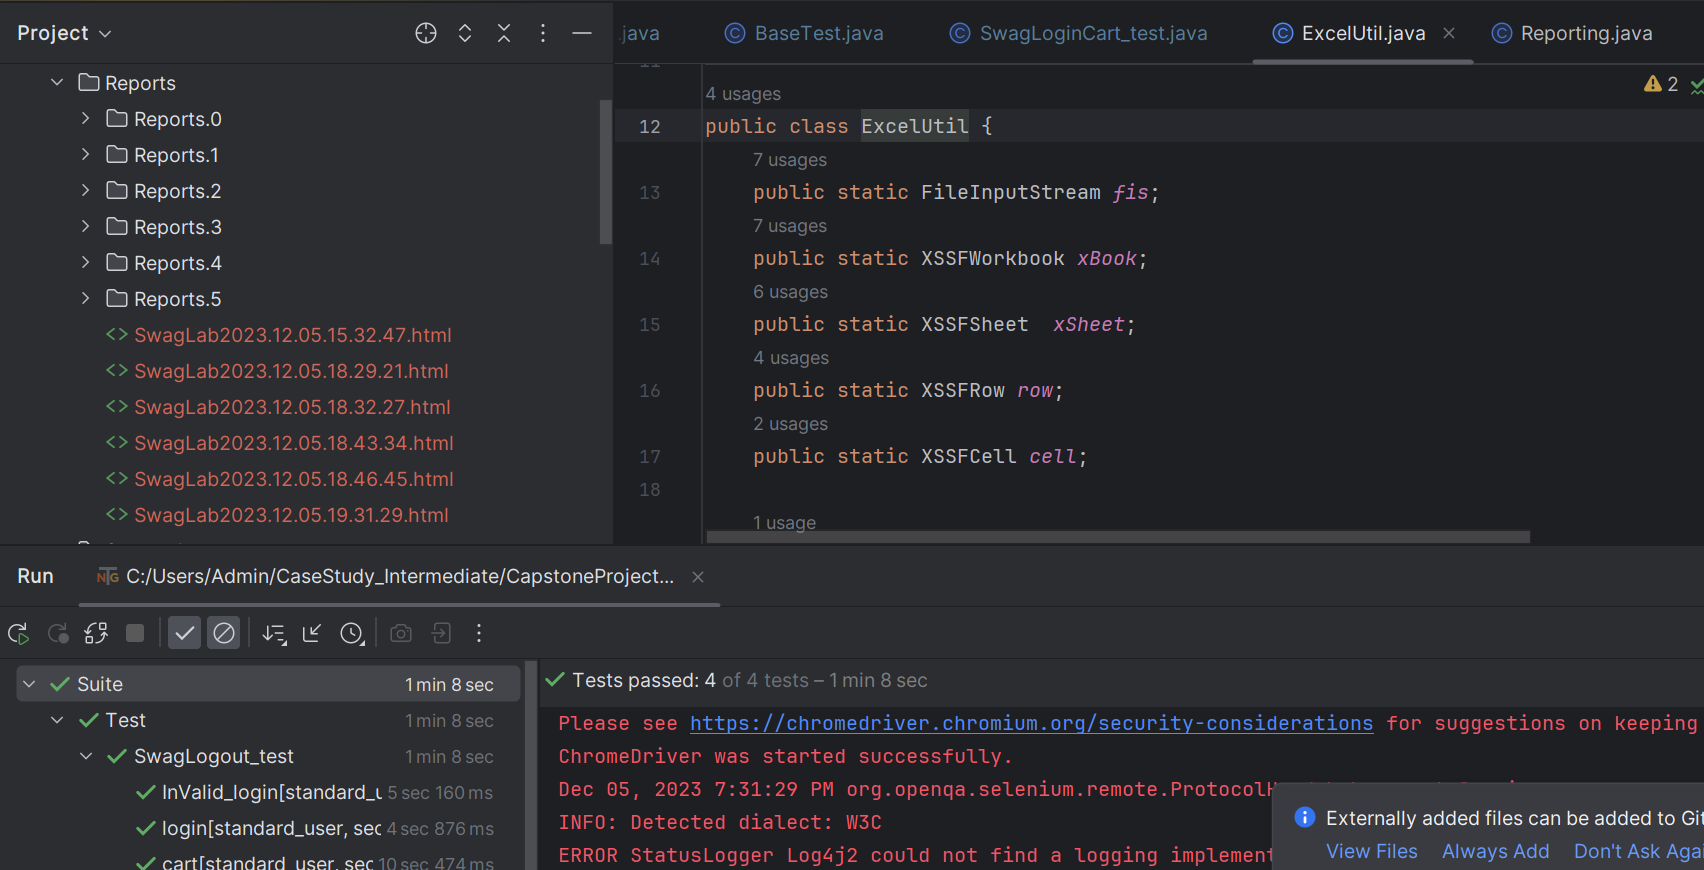 Project
.java
BaseTest.java
SwagLoginCart_test.java
ExcelUtil.java
Reporting.java
Reports
Reports.0
Reports.1
Reports.2
Reports.3
Reports.4
Reports.5
SwagLab2023.12.05.15.32.47.html
SwagLab2023.12.05.18.29.21.html
SwagLab2023.12.05.18.32.27.html
SwagLab2023.12.05.18.43.34.html
SwagLab2023.12.05.18.46.45.html
SwagLab2023.12.05.19.31.29.html
2
4 usages
12 public class ExcelUtil {
7 usages
13 public static FileInputStream fis;
7 usages
14 public static XSSFWorkbook xBook;
6 usages
15 public static XSSFSheet  xSheet;
4 usages
16 public static XSSFRow row;
2 usages
17 public static XSSFCell cell;
18
1 usage
Run
C:/Users/Admin/CaseStudy_Intermediate/CapstoneProject...
Suite 1 min 8 sec
Test 1 min 8 sec
SwagLogout_test 1 min 8 sec
InValid_login[standard_u 5 sec 160 ms
login[standard_user, sec 4 sec 876 ms
cart[standard_user, sec 10 sec 474 ms
Tests passed: 4 of 4 tests – 1 min 8 sec
Please see https://chromedriver.chromium.org/security-considerations for suggestions on keeping
ChromeDriver was started successfully.
Dec 05, 2023 7:31:29 PM org.openqa.selenium.remote.ProtocolH
INFO: Detected dialect: W3C
ERROR StatusLogger Log4j2 could not find a logging implement
Externally added files can be added to Git
View Files Always Add Don't Ask Agai